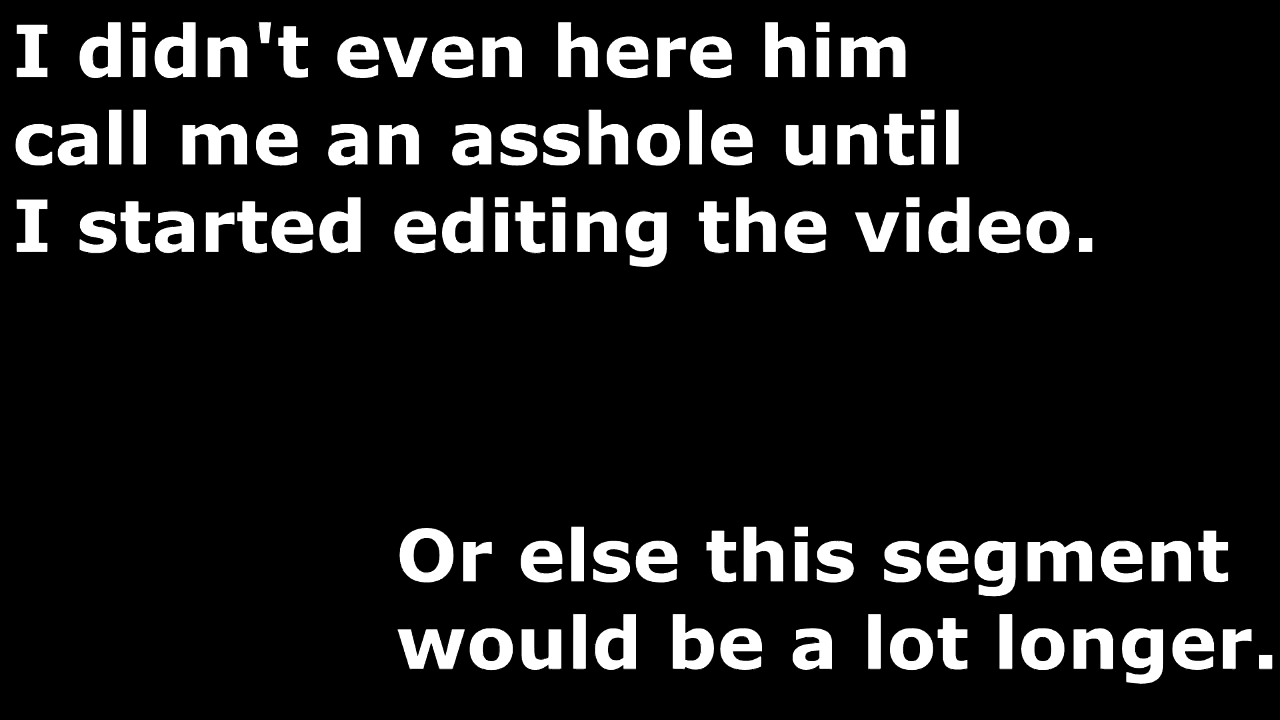 I didn't even here him
call me an asshole until
I started editing the video.
Or else this segment
would be a lot longer.